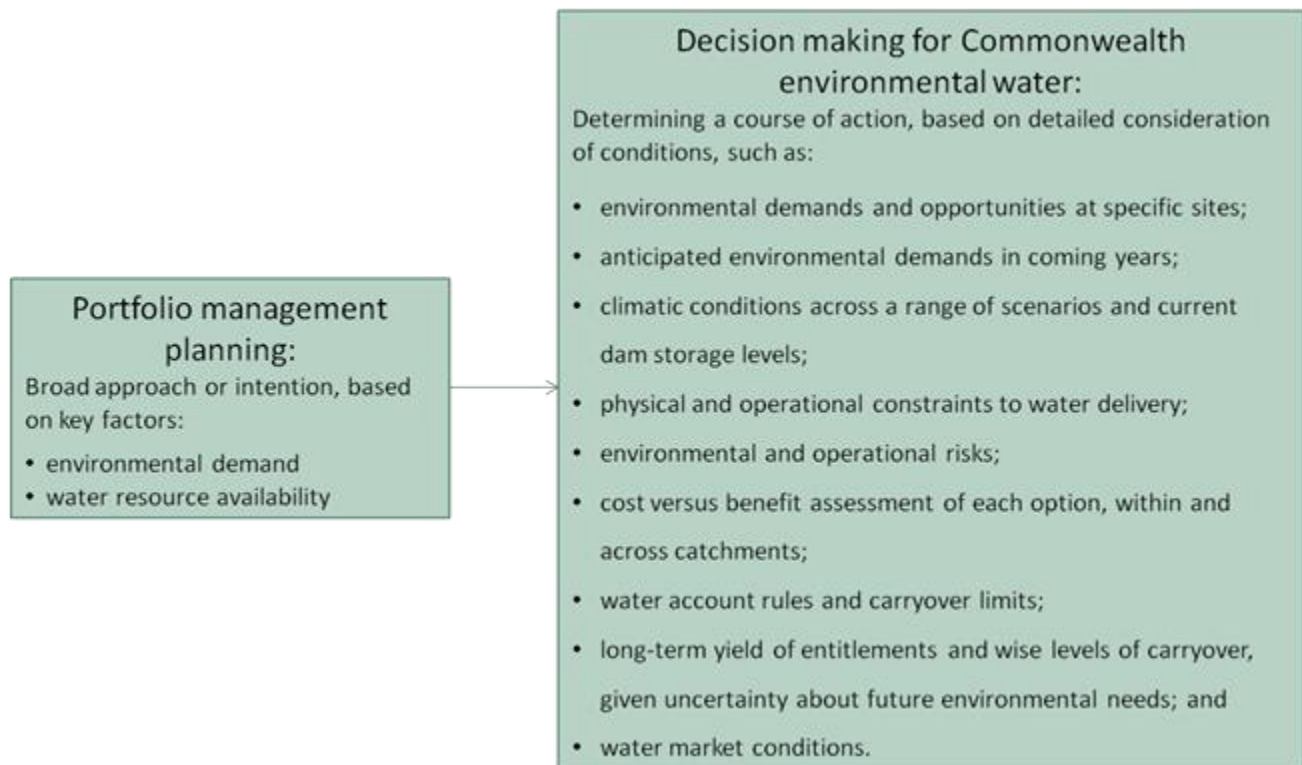 Portfolio management
planning:
Broad approach or intention, based
on key factors:
• environmental demand
• water resource availability
Decision making for Commonwealth
environmental water:
Determining a course of action, based on detailed consideration
of conditions, such as:
• environmental demands and opportunities at specific sites;
• anticipated environmental demands in coming years;
• climatic conditions across a range of scenarios and current
dam storage levels;
• physical and operational constraints to water delivery;
• environmental and operational risks;
• cost versus benefit assessment of each option, within and
across catchments;
• water account rules and carryover limits;
• long-term yield of entitlements and wise levels of carryover,
given uncertainty about future environmental needs; and
• water market conditions.